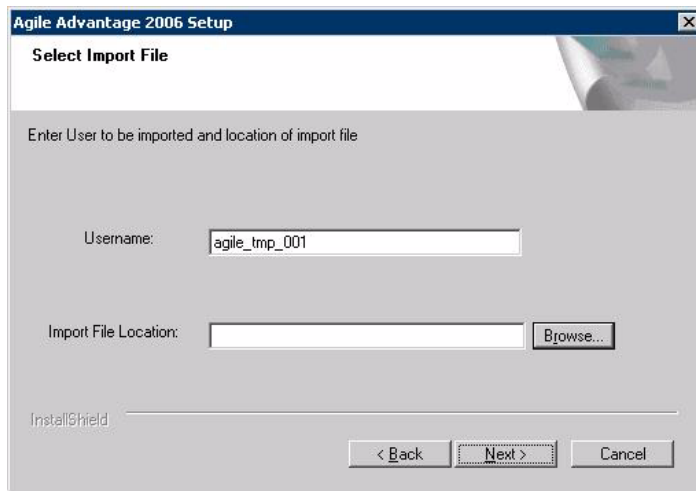 Agile Advantage 2006 Setup
Select Import File
Enter User to be imported and location of import file
Username:
agile_tmp_001
Import File Location:
Browse...
InstallShield
< Back
Next >
Cancel